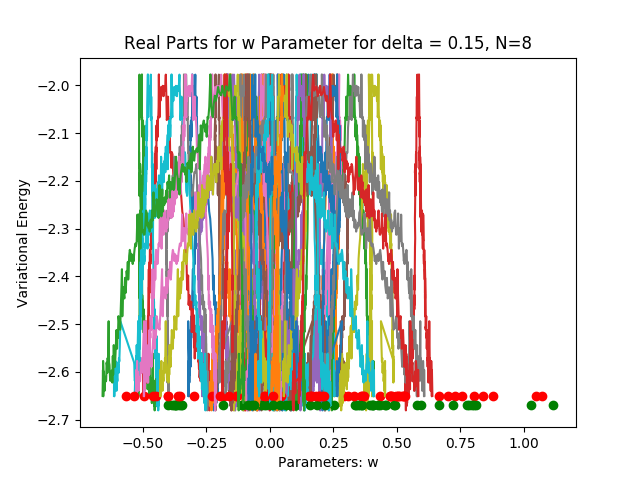 Real Parts for w Parameter for delta = 0.15, N=8
−2.0
−2.1
−2.2
−2.3
−2.4
−2.5
−2.6
−2.7
Variational Energy
−0.50 −0.25 0.00 0.25 0.50 0.75 1.00
Parameters: w